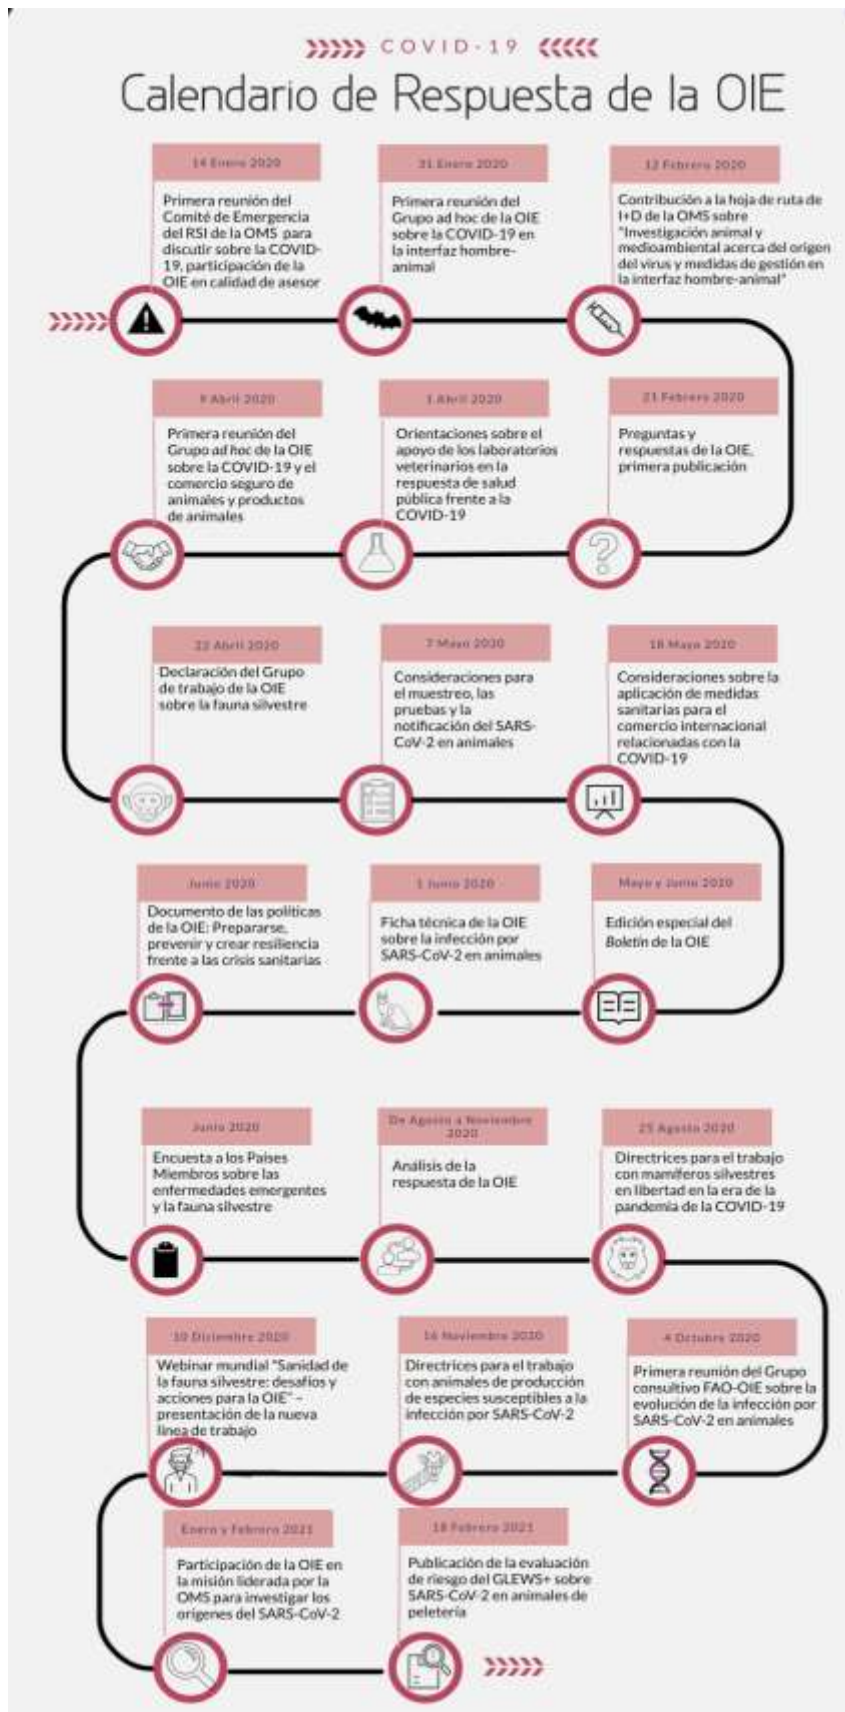 COVID-19
Calendario de Respuesta de la OIE
14 Enero 2020
Primera reunión del
Comité de Emergencia
del RSI de la OMS para
discutir sobre la COVID-
19, participación de la
OIE en calidad de asesor
31 Enero 2020
Primera reunión del
Grupo ad hoc de la OIE
sobre la COVID-19 en
la interfaz hombre-
animal
12 Febrero 2020
Contribución a la hoja de ruta de
I+D de la OMS sobre
"Investigación animal y
medioambiental acerca del origen
del virus y medidas de gestión en
la interfaz hombre-animal"
21 Febrero 2020
Preguntas y
respuestas de la OIE,
primera publicación
1 Abril 2020
Orientaciones sobre el
apoyo de los laboratorios
veterinarios en la
respuesta de salud
pública frente a la
COVID-19
9 Abril 2020
Primera reunión del
Grupo ad hoc de la OIE
sobre la COVID-19 y el
comercio seguro de
animales y productos
de animales
22 Abril 2020
Declaración del Grupo
de trabajo de la OIE
sobre la fauna silvestre
7 Mayo 2020
Consideraciones para
el muestreo, las
pruebas y la
notificación del SARS-
CoV-2 en animales
18 Mayo 2020
Consideraciones sobre la
aplicación de medidas
sanitarias para el
comercio internacional
relacionadas con la
COVID-19
Mayo y Junio 2020
Edición especial del
Boletín de la OIE
1 Junio 2020
Ficha técnica de la OIE
sobre la infección por
SARS-CoV-2 en animales
Junio 2020
Documento de las políticas
de la OIE: Prepararse,
prevenir y crear resiliencia
frente a las crisis sanitarias
Junio 2020
Encuesta a los Países
Miembros sobre las
enfermedades emergentes
y la fauna silvestre
De Agosto a Noviembre
2020
Análisis de la
respuesta de la OIE
25 Agosto 2020
Directrices para el trabajo
con mamíferos silvestres
en libertad en la era de la
pandemia de la COVID-19
4 Octubre 2020
Primera reunión del Grupo
consultivo FAO-OIE sobre la
evolución de la infección por
SARS-CoV-2 en animales
16 Noviembre 2020
Directrices para el trabajo
con animales de producción
de especies susceptibles a la
infección por SARS-CoV-2
10 Diciembre 2020
Webinar mundial "Sanidad de
la fauna silvestre: desafíos y
acciones para la OIE" –
presentación de la nueva
línea de trabajo
Enero y Febrero 2021
Participación de la OIE en
la misión liderada por la
OMS para investigar los
orígenes del SARS-CoV-2
18 Febrero 2021
Publicación de la evaluación
de riesgo del GLEWS+ sobre
SARS-CoV-2 en animales de
peletería